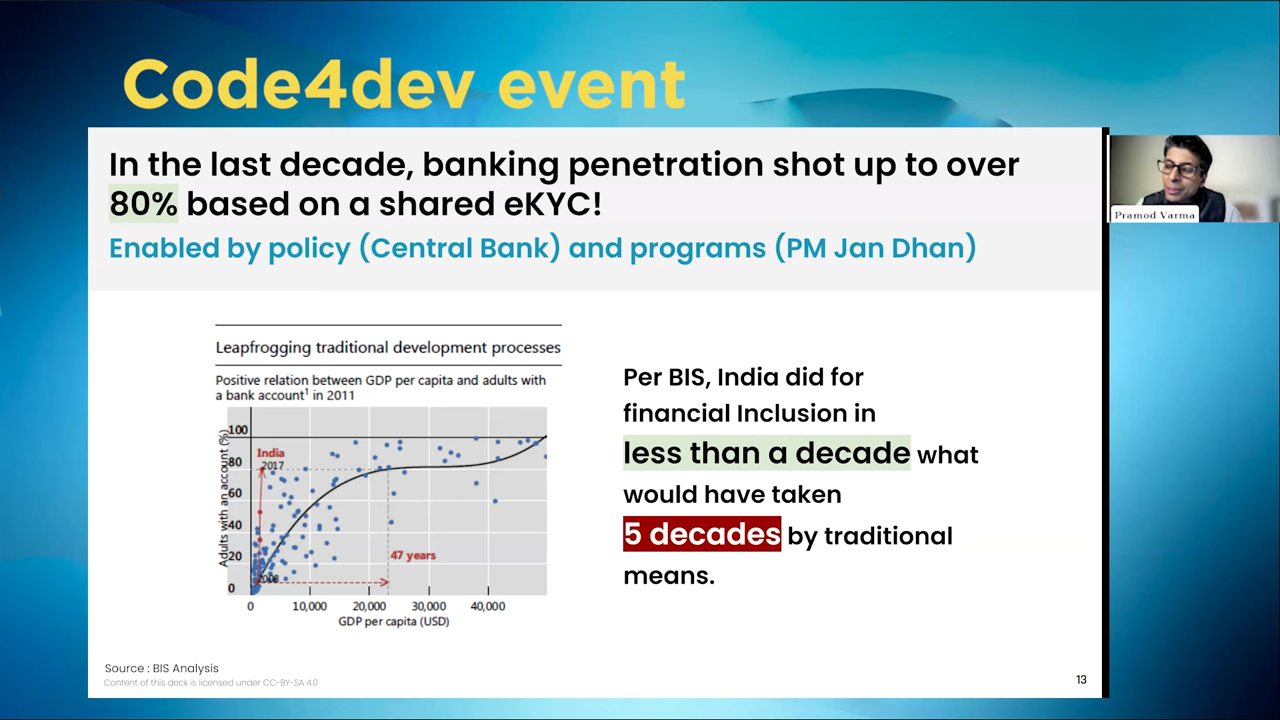 Code4dev event
In the last decade, banking penetration shot up to over
80% based on a shared eKYC!
Enabled by policy (Central Bank) and programs (PM Jan Dhan)
Pramod Varma
Leapfrogging traditional development processes
Positive relation between GDP per capita and adults with
a bank account¹ in 2011
Adults with an account (%)
100
80
60
40
20
0
India
2017
2008
47 years
0 10,000 20,000 30,000 40,000
GDP per capita (USD)
Per BIS, India did for
financial Inclusion in
less than a decade what
would have taken
5 decades by traditional
means.
Source : BIS Analysis
Content of this deck is licensed under CC-BY-SA 4.0
13